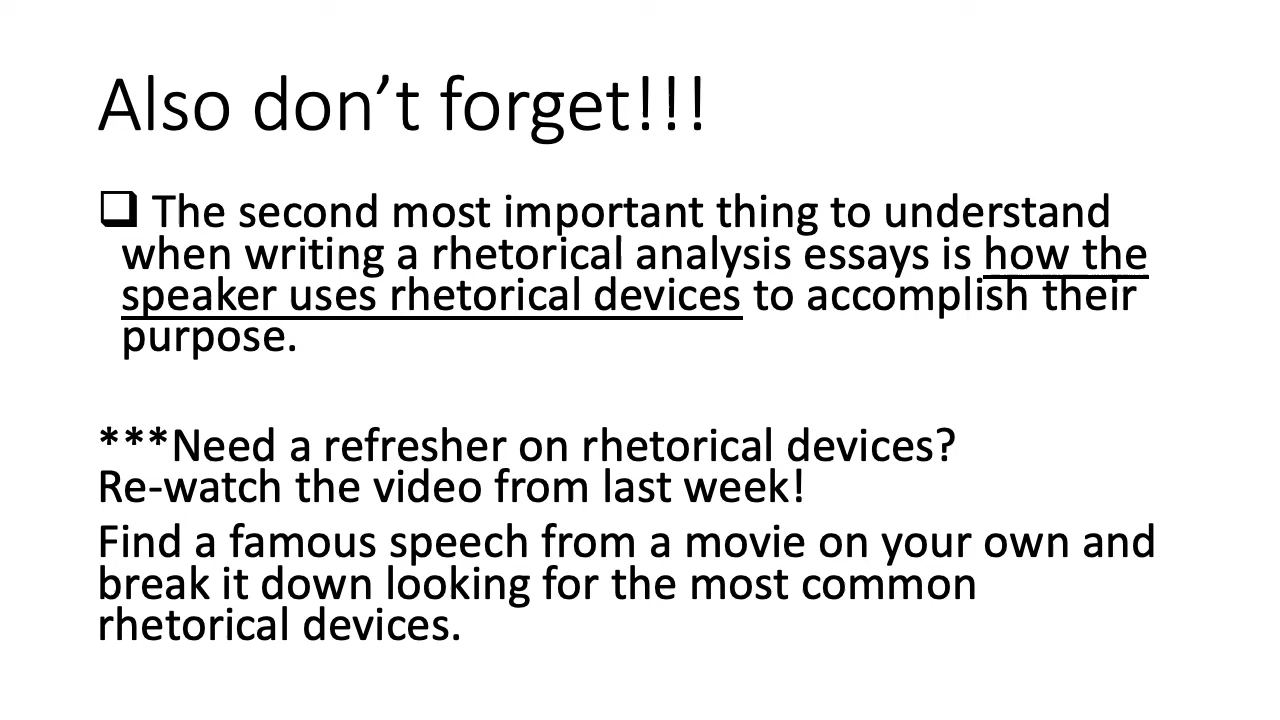 Also don’t forget!!!
❑ The second most important thing to understand
when writing a rhetorical analysis essays is how the
speaker uses rhetorical devices to accomplish their
purpose.
***Need a refresher on rhetorical devices?
Re-watch the video from last week!
Find a famous speech from a movie on your own and
break it down looking for the most common
rhetorical devices.